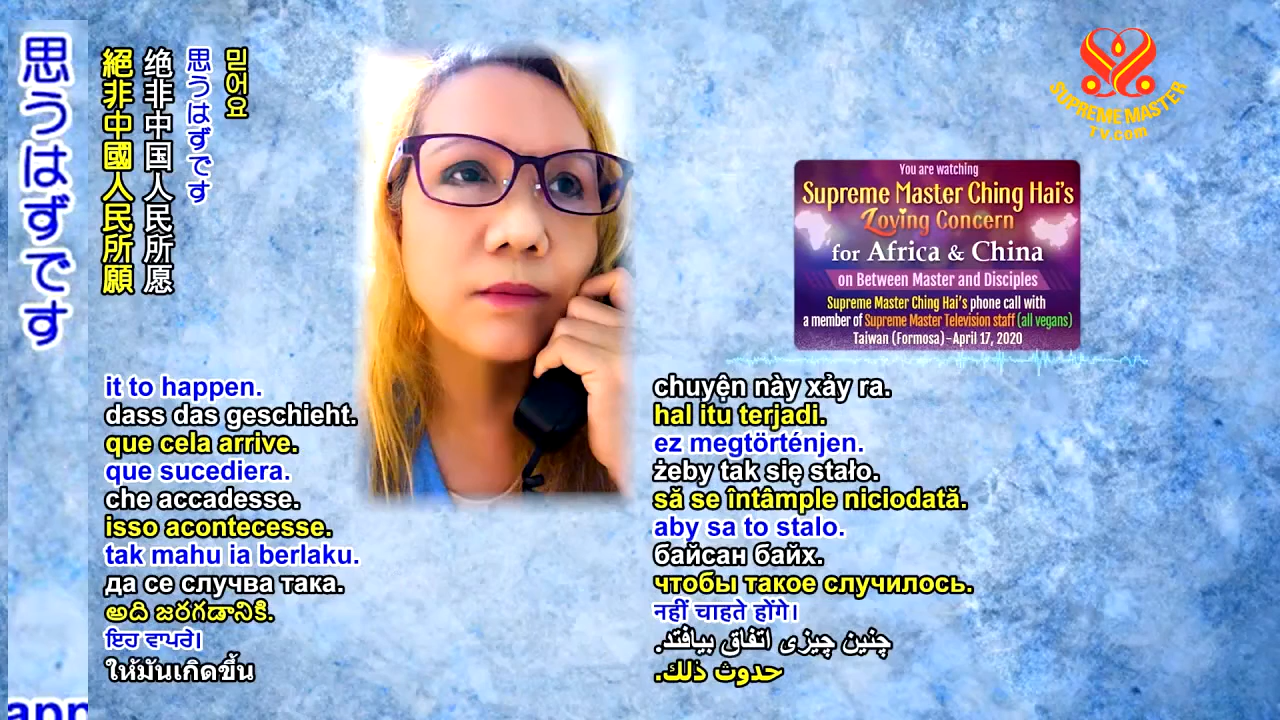 思うはずです
絕非中國人民所願
绝非中国人民所愿
思うはずです
믿어요
SUPREME MASTER
TV.com
You are watching
Supreme Master Ching Hai's
Loving Concern
for Africa & China
on Between Master and Disciples
Supreme Master Ching Hai's phone call with
a member of Supreme Master Television staff (all vegans)
Taiwan (Formosa)–April 17, 2020
it to happen.
dass das geschieht.
que cela arrive.
que sucediera.
che accadesse.
isso acontecesse.
tak mahu ia berlaku.
да се случва така.
అది జరగడానికి.
ਇਹ ਵਾਪਰੇ।
ให้มันเกิดขึ้น
chuyện này xảy ra.
hal itu terjadi.
ez megtörténjen.
żeby tak się stało.
să se întâmple niciodată.
aby sa to stalo.
байсан байх.
чтобы такое случилось.
नहीं चाहते होंगे।
چنین چیزی اتفاق بیافتد.
حدوث ذلك.